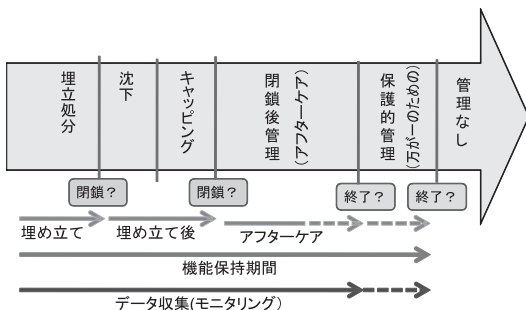 埋立処分
沈下
キャッピング
閉鎖後管理
(アフターケア)
保護的管理
(万が一のための)
管理なし
閉鎖?
閉鎖?
終了?
終了?
埋め立て
埋め立て後
アフターケア
機能保持期間
データ収集(モニタリング)